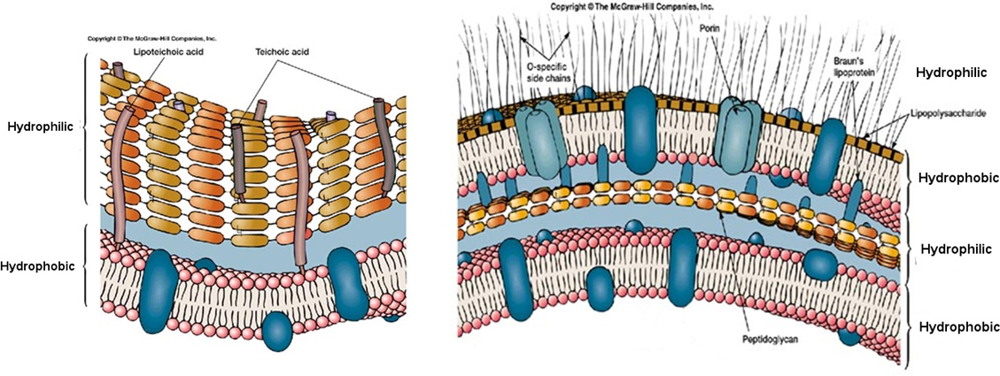 Copyright © The McGraw-Hill Companies, Inc.
Lipoteichoic acid
Teichoic acid
Hydrophilic
Hydrophobic
Copyright © The McGraw-Hill Companies, Inc.
Porin
O-specific
side chains
Braun's
lipoprotein
Hydrophilic
Lipopolysaccharide
Hydrophobic
Hydrophilic
Hydrophobic
Peptidoglycan